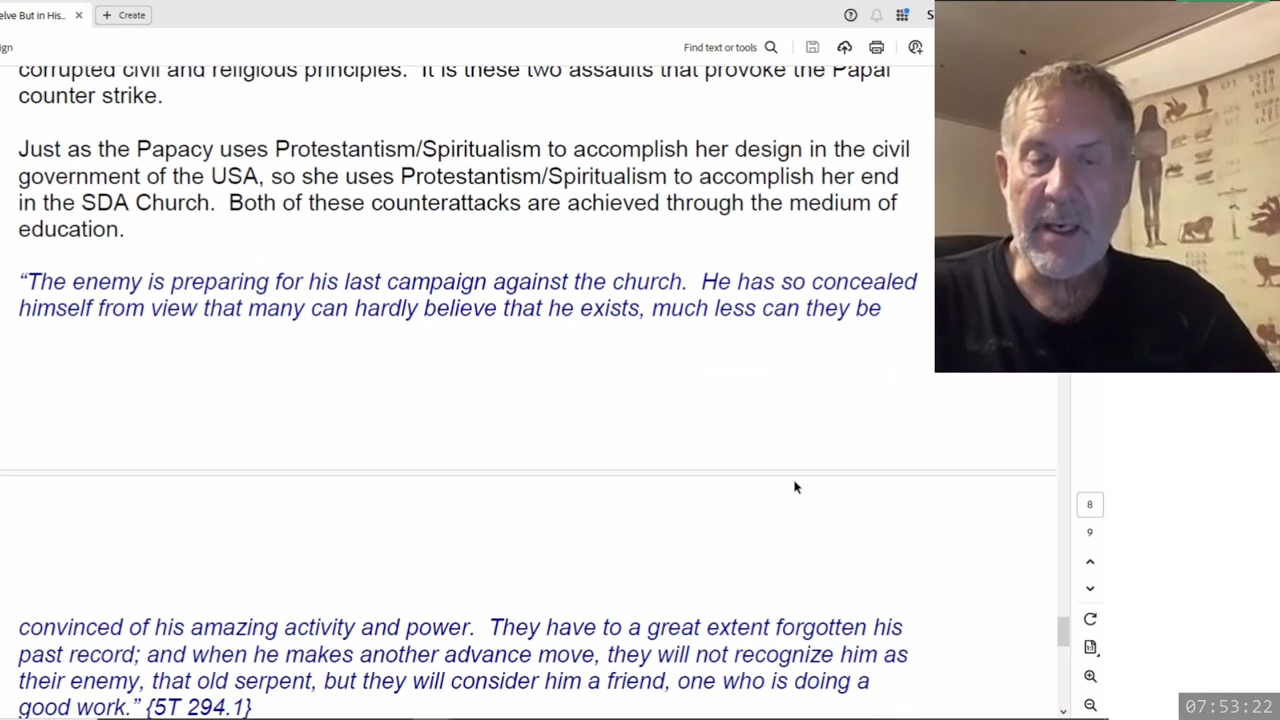 elve But in His..
Create
ign
Find text or tools
S
corrupted civil and religious principles. It is these two assaults that provoke the Papal
counter strike.
Just as the Papacy uses Protestantism/Spiritualism to accomplish her design in the civil
government of the USA, so she uses Protestantism/Spiritualism to accomplish her end
in the SDA Church. Both of these counterattacks are achieved through the medium of
education.
“The enemy is preparing for his last campaign against the church. He has so concealed
himself from view that many can hardly believe that he exists, much less can they be
8
9
convinced of his amazing activity and power. They have to a great extent forgotten his
past record; and when he makes another advance move, they will not recognize him as
their enemy, that old serpent, but they will consider him a friend, one who is doing a
good work.” {5T 294.1}
07:53:22